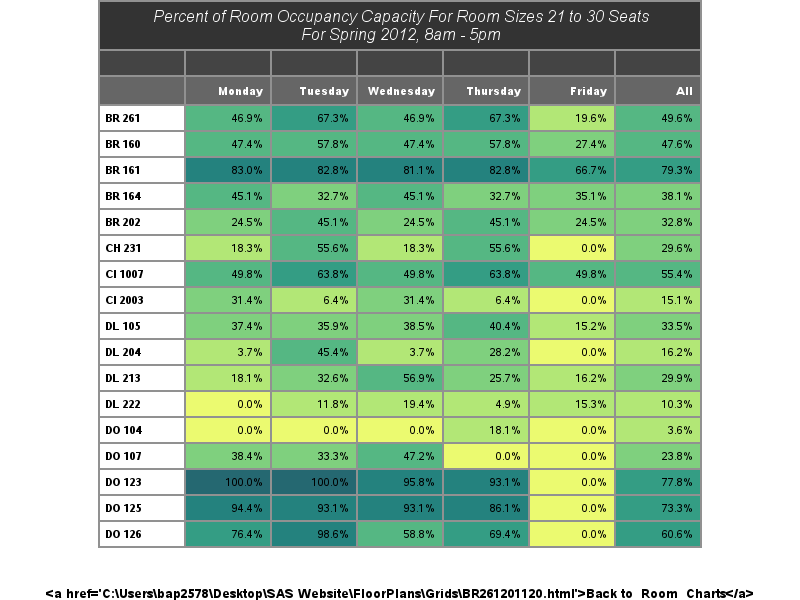 Percent of Room Occupancy Capacity For Room Sizes 21 to 30 Seats
For Spring 2012, 8am - 5pm
Monday Tuesday Wednesday Thursday Friday All
BR 261 46.9% 67.3% 46.9% 67.3% 19.6% 49.6%
BR 160 47.4% 57.8% 47.4% 57.8% 27.4% 47.6%
BR 161 83.0% 82.8% 81.1% 82.8% 66.7% 79.3%
BR 164 45.1% 32.7% 45.1% 32.7% 35.1% 38.1%
BR 202 24.5% 45.1% 24.5% 45.1% 24.5% 32.8%
CH 231 18.3% 55.6% 18.3% 55.6% 0.0% 29.6%
CI 1007 49.8% 63.8% 49.8% 63.8% 49.8% 55.4%
CI 2003 31.4% 6.4% 31.4% 6.4% 0.0% 15.1%
DL 105 37.4% 35.9% 38.5% 40.4% 15.2% 33.5%
DL 204 3.7% 45.4% 3.7% 28.2% 0.0% 16.2%
DL 213 18.1% 32.6% 56.9% 25.7% 16.2% 29.9%
DL 222 0.0% 11.8% 19.4% 4.9% 15.3% 10.3%
DO 104 0.0% 0.0% 0.0% 18.1% 0.0% 3.6%
DO 107 38.4% 33.3% 47.2% 0.0% 0.0% 23.8%
DO 123 100.0% 100.0% 95.8% 93.1% 0.0% 77.8%
DO 125 94.4% 93.1% 93.1% 86.1% 0.0% 73.3%
DO 126 76.4% 98.6% 58.8% 69.4% 0.0% 60.6%
<a href='C:\Users\bap2578\Desktop\SAS Website\FloorPlans\Grids\BR261201120.html'>Back to Room Charts</a>